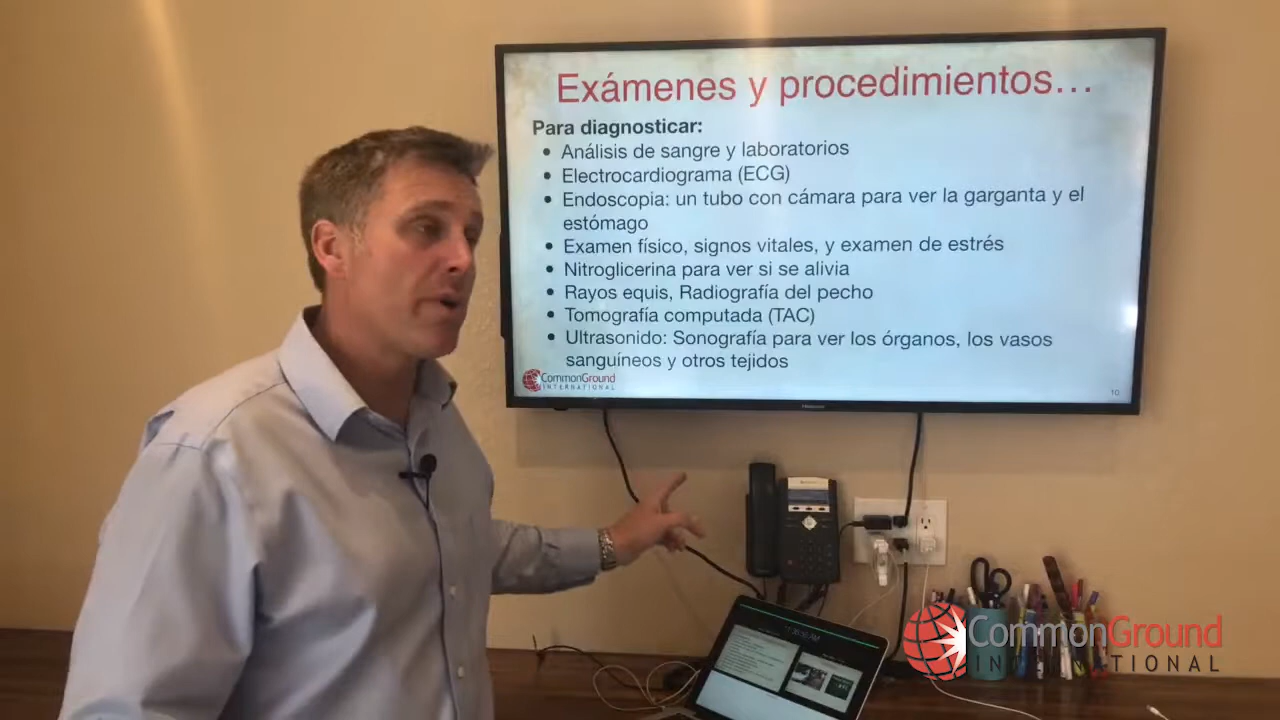 Exámenes y procedimientos…
Para diagnosticar:
• Análisis de sangre y laboratorios
• Electrocardiograma (ECG)
• Endoscopia: un tubo con cámara para ver la garganta y el
estómago
• Examen físico, signos vitales, y examen de estrés
• Nitroglicerina para ver si se alivia
• Rayos equis, Radiografía del pecho
• Tomografía computada (TAC)
• Ultrasonido: Sonografía para ver los órganos, los vasos
sanguíneos y otros tejidos
CommonGround
INTERNATIONAL
10
Hisense
CommonGround
INTERNATIONAL